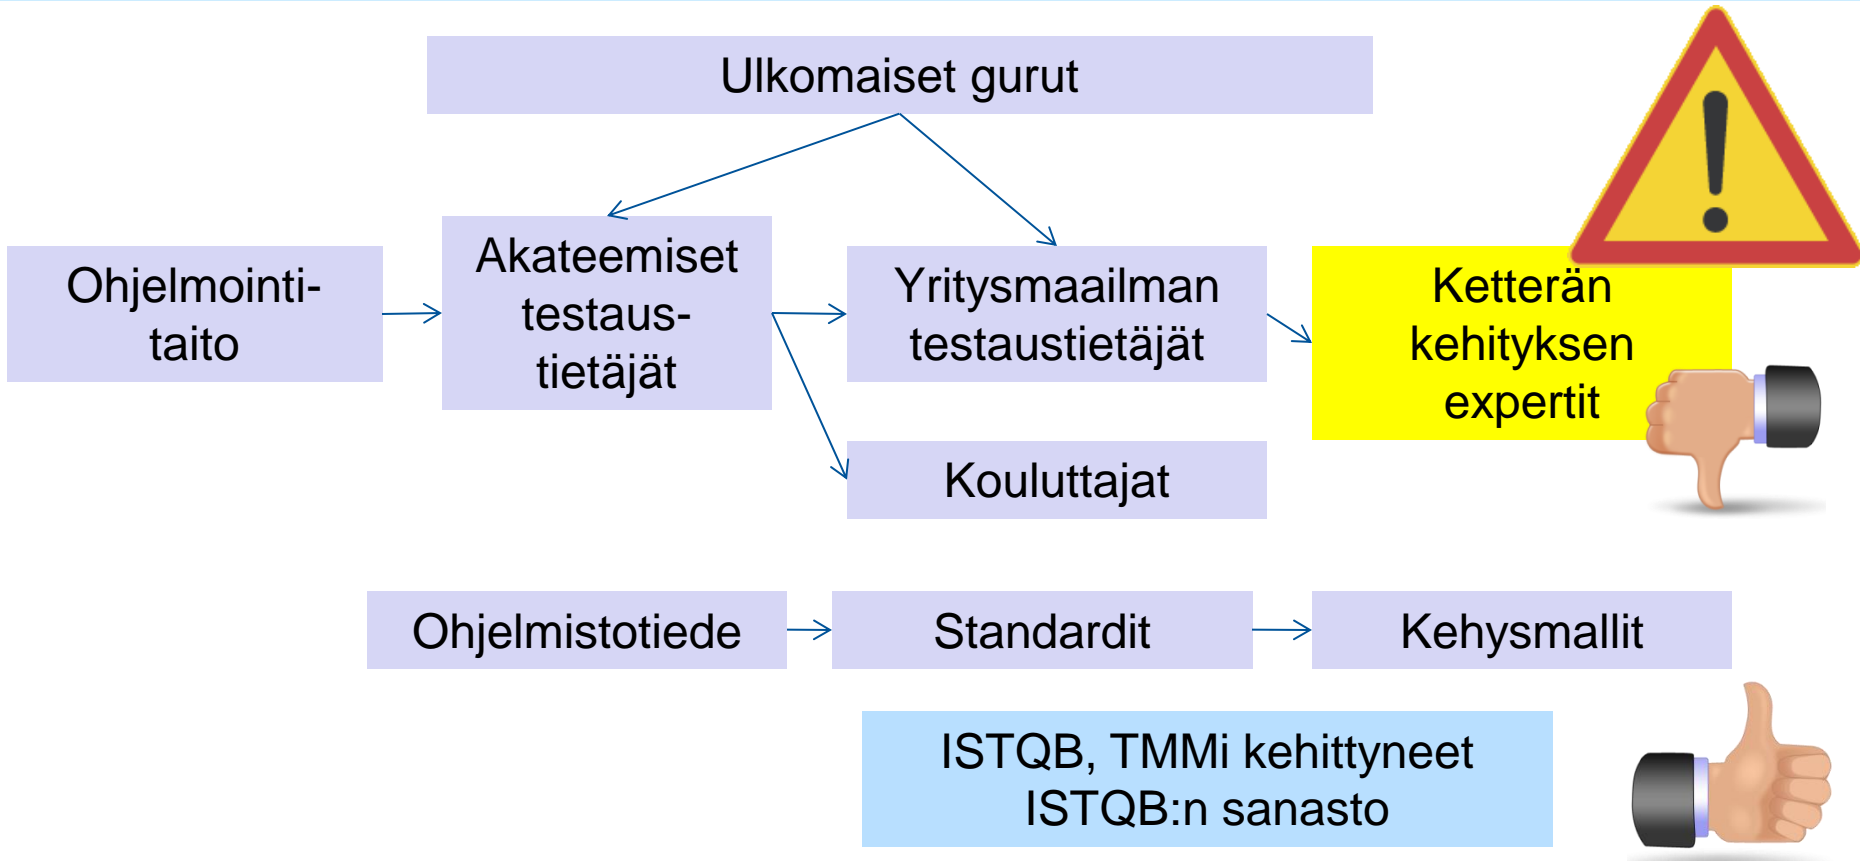 Ulkomaiset gurut
Ohjelmointi-
taito
Akateemiset
testaus-
tietäjät
Yritysmaailman
testaustietäjät
Ketterän
kehityksen
expertit
Kouluttajat
Ohjelmistotiede
Standardit
Kehysmallit
ISTQB, TMMi kehittyneet
ISTQB:n sanasto